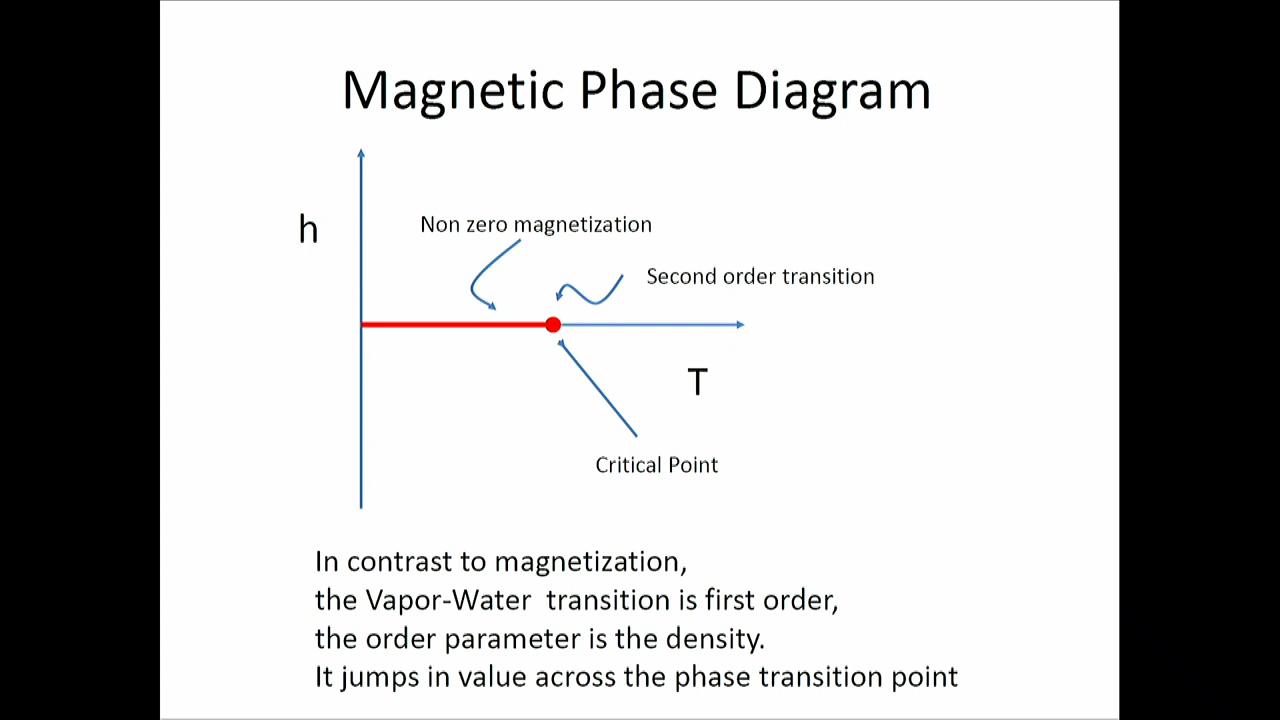 Magnetic Phase Diagram
h
Non zero magnetization
Second order transition
T
Critical Point
In contrast to magnetization,
the Vapor-Water transition is first order,
the order parameter is the density.
It jumps in value across the phase transition point